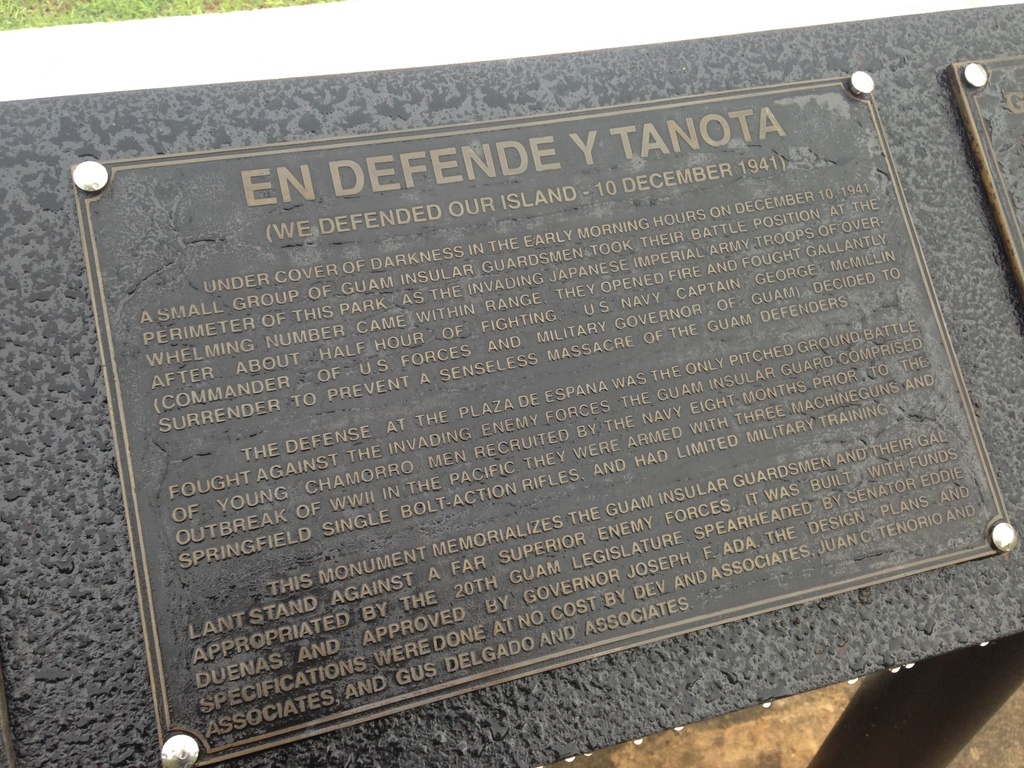 EN DEFENDE Y TANOTA
(WE DEFENDED OUR ISLAND - 10 DECEMBER 1941)
UNDER COVER OF DARKNESS IN THE EARLY MORNING HOURS ON DECEMBER 10, 1941,
A SMALL GROUP OF GUAM INSULAR GUARDSMEN TOOK THEIR BATTLE POSITION AT THE
PERIMETER OF THIS PARK. AS THE INVADING JAPANESE IMPERIAL ARMY TROOPS OF OVER-
WHELMING NUMBER CAME WITHIN RANGE, THEY OPENED FIRE AND FOUGHT GALLANTLY.
AFTER ABOUT HALF HOUR OF FIGHTING, U.S. NAVY CAPTAIN GEORGE McMILLIN
(COMMANDER OF U.S. FORCES AND MILITARY GOVERNOR OF GUAM), DECIDED TO
SURRENDER TO PREVENT A SENSELESS MASSACRE OF THE GUAM DEFENDERS.
THE DEFENSE AT THE PLAZA DE ESPANA WAS THE ONLY PITCHED GROUND BATTLE
FOUGHT AGAINST THE INVADING ENEMY FORCES. THE GUAM INSULAR GUARD COMPRISED
OF YOUNG CHAMORRO MEN RECRUITED BY THE NAVY EIGHT MONTHS PRIOR TO THE
OUTBREAK OF WWII IN THE PACIFIC. THEY WERE ARMED WITH THREE MACHINEGUNS AND
SPRINGFIELD SINGLE BOLT-ACTION RIFLES, AND HAD LIMITED MILITARY TRAINING.
THIS MONUMENT MEMORIALIZES THE GUAM INSULAR GUARDSMEN AND THEIR GAL
LANT STAND AGAINST A FAR SUPERIOR ENEMY FORCES. IT WAS BUILT WITH FUNDS
APPROPRIATED BY THE 20TH GUAM LEGISLATURE SPEARHEADED BY SENATOR EDDIE
DUENAS AND APPROVED BY GOVERNOR JOSEPH F. ADA. THE DESIGN, PLANS, AND
SPECIFICATIONS WERE DONE AT NO COST BY DEV AND ASSOCIATES, JUAN C. TENORIO AND
ASSOCIATES, AND GUS DELGADO AND ASSOCIATES.
G